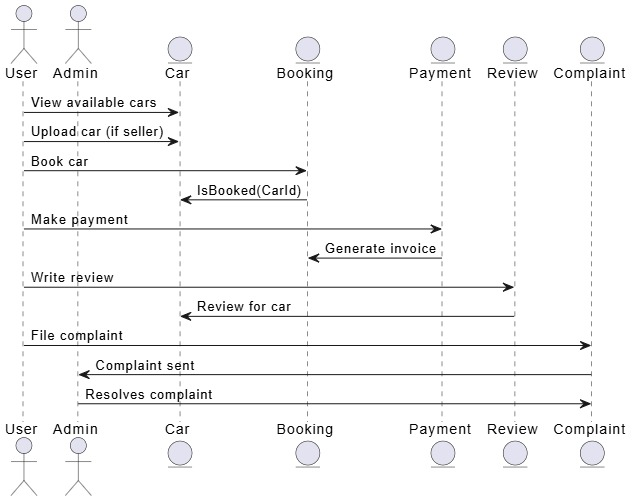 User Admin Car Booking Payment Review Complaint
View available cars
Upload car (if seller)
Book car
IsBooked(CarId)
Make payment
Generate invoice
Write review
Review for car
File complaint
Complaint sent
Resolves complaint
User Admin Car Booking Payment Review Complaint